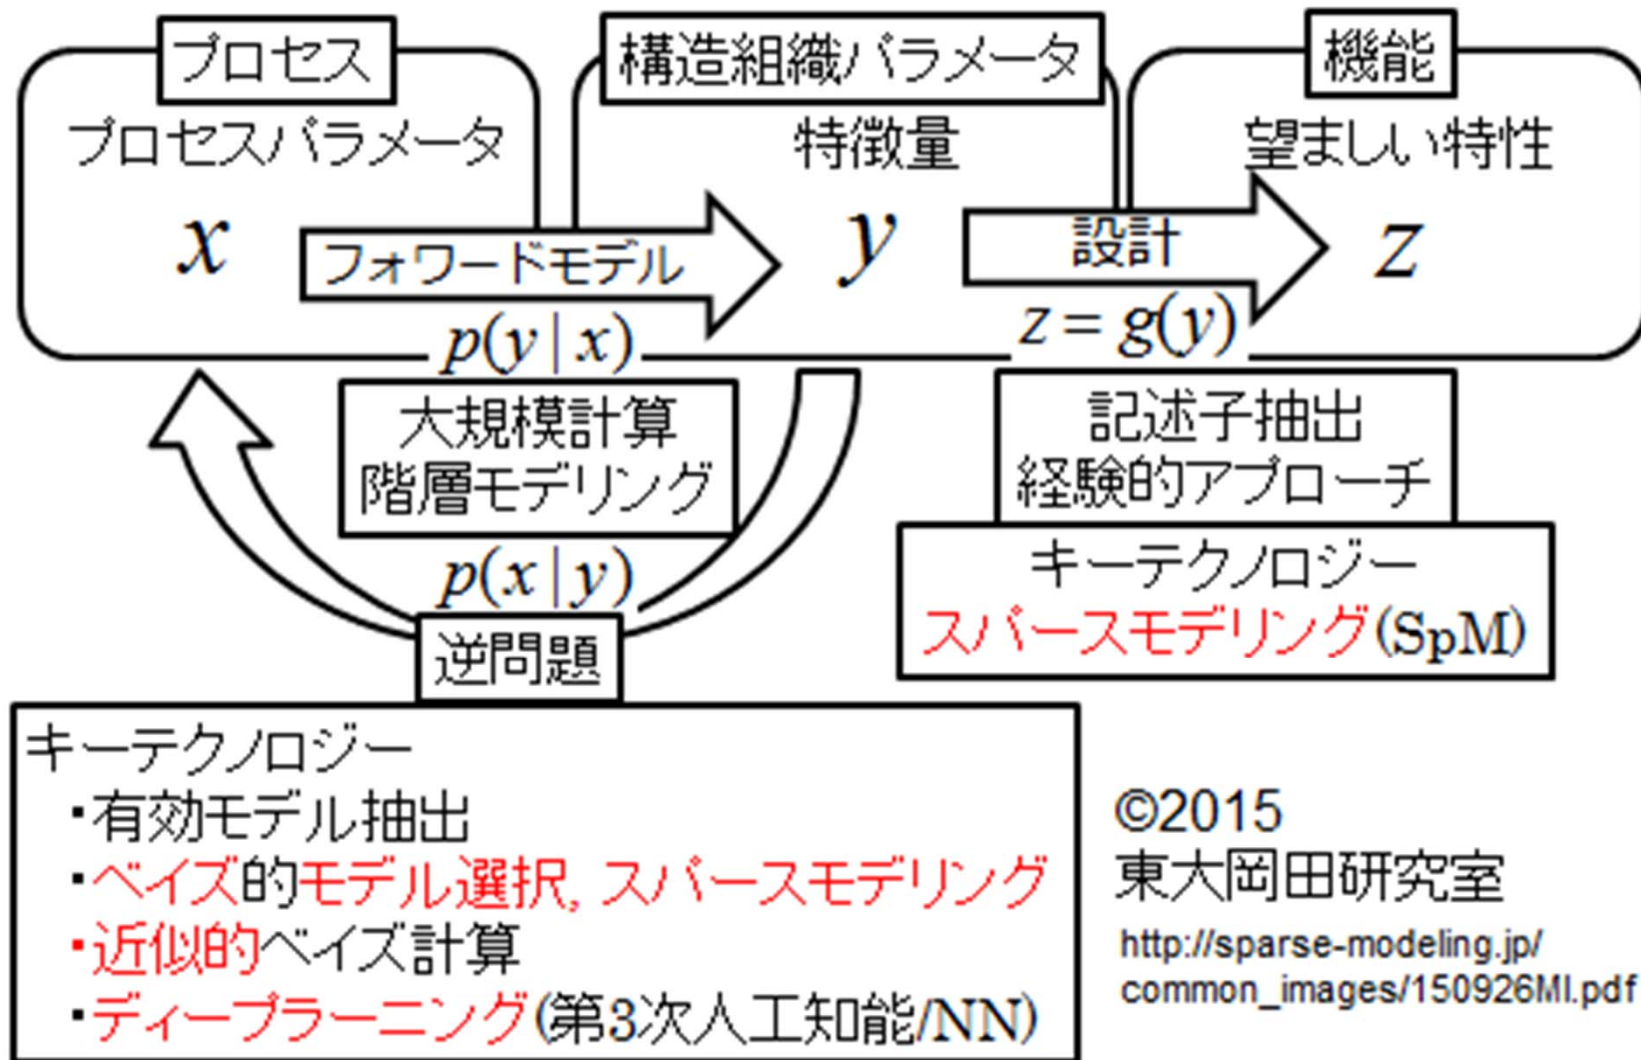 プロセス
構造組織パラメータ
機能
プロセスパラメータ
特徴量
望ましい特性
x
フォワードモデル
y
設計
z
p(y|x)
z = g(y)
大規模計算
階層モデリング
記述子抽出
経験的アプローチ
p(x|y)
キーテクノロジー
スパースモデリング(SpM)
逆問題
キーテクノロジー
・有効モデル抽出
・ベイズ的モデル選択, スパースモデリング
・近似的ベイズ計算
・ディープラーニング(第3次人工知能/NN)
©2015
東大岡田研究室
http://sparse-modeling.jp/
common_images/150926MI.pdf